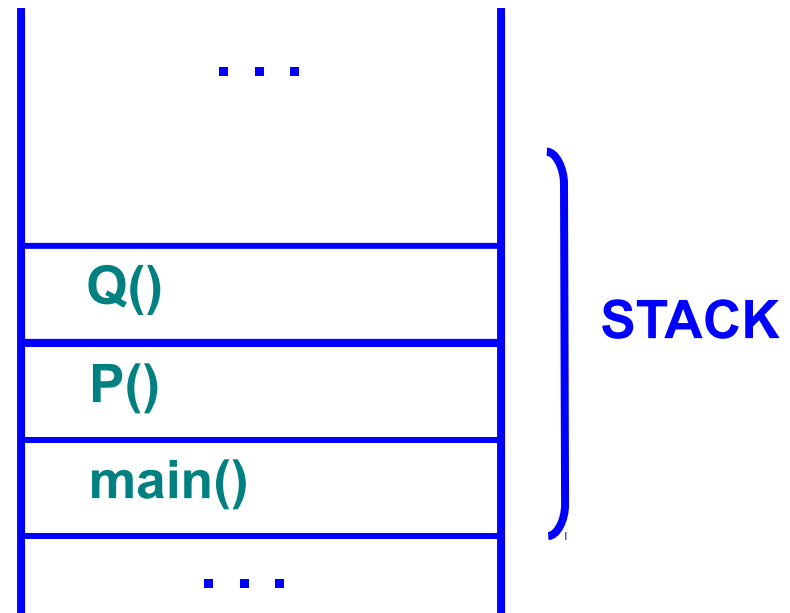 . . .
Q()
STACK
P()
main()
. . .